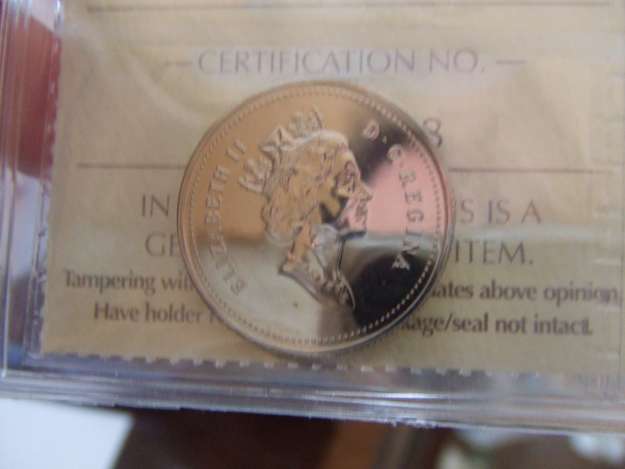 — CERTIFICATION NO. —
8
IN S IS A
GE ITEM.
Tampering wit ates above opinion
Have holder age/seal not intact.
ELIZABETH II D.G. REGINA